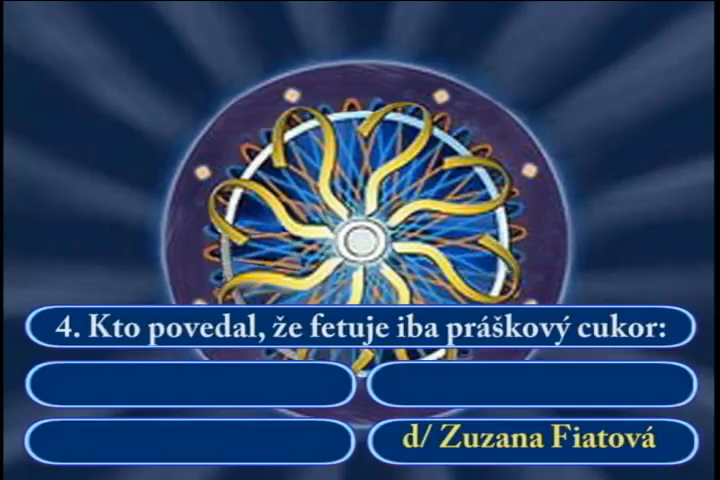 4. Kto povedal, že fetuje iba práškový cukor:
d/ Zuzana Fiatová